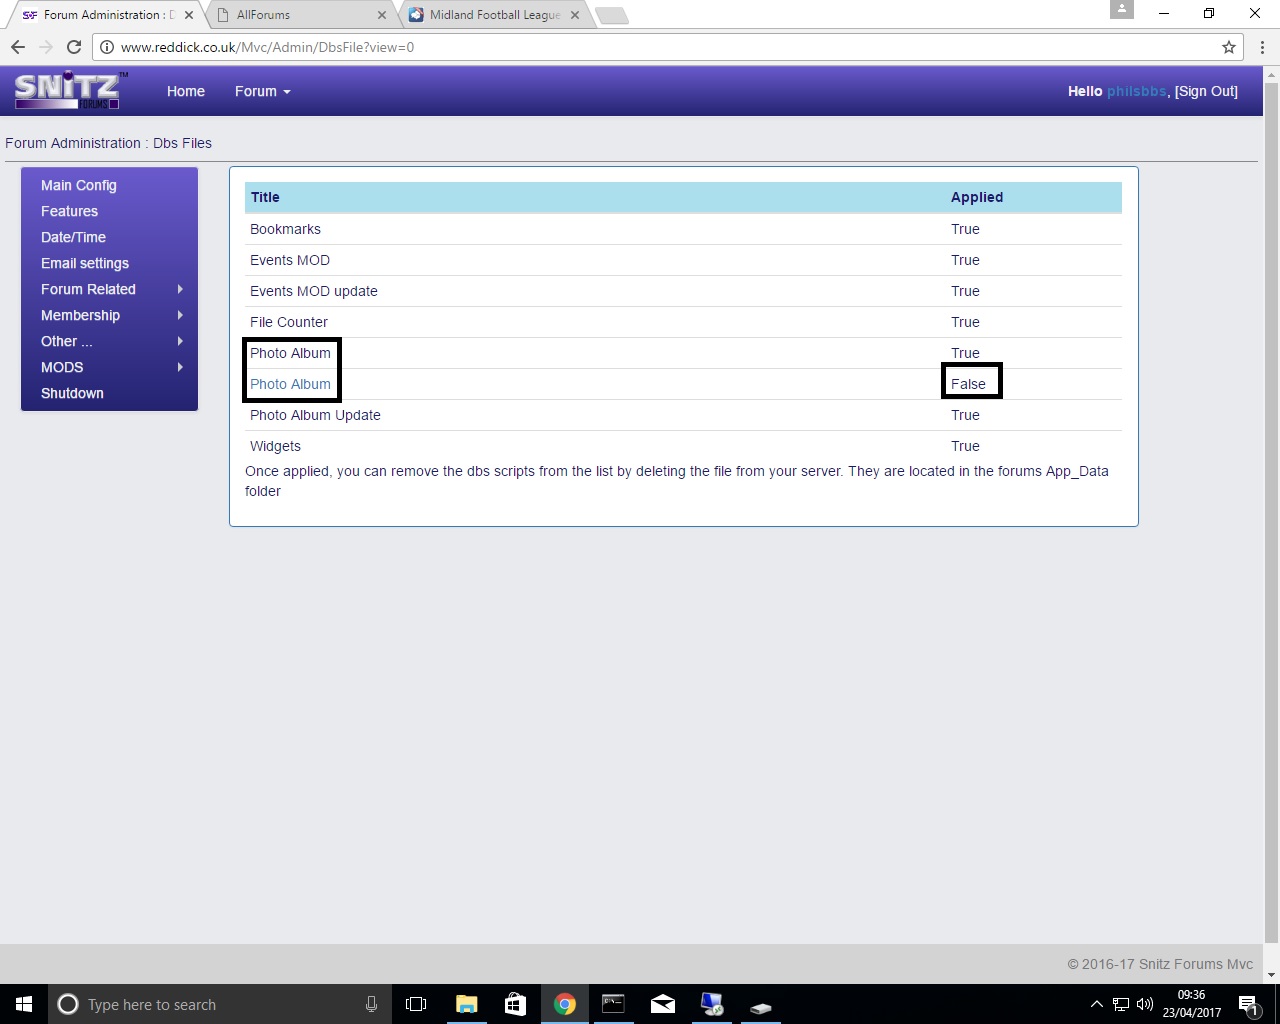 Forum Administration : D
AllForums
Midland Football League
www.reddick.co.uk/Mvc/Admin/DbsFile?view=0
SNiTZ™
FORUMS
Home
Forum
Hello philsbbs, [Sign Out]
Forum Administration : Dbs Files
Main Config
Features
Date/Time
Email settings
Forum Related
Membership
Other ...
MODS
Shutdown
Title Applied
Bookmarks True
Events MOD True
Events MOD update True
File Counter True
Photo Album True
Photo Album False
Photo Album Update True
Widgets True
Once applied, you can remove the dbs scripts from the list by deleting the file from your server. They are located in the forums App_Data
folder
© 2016-17 Snitz Forums Mvc
Type here to search
09:36
23/04/2017
1